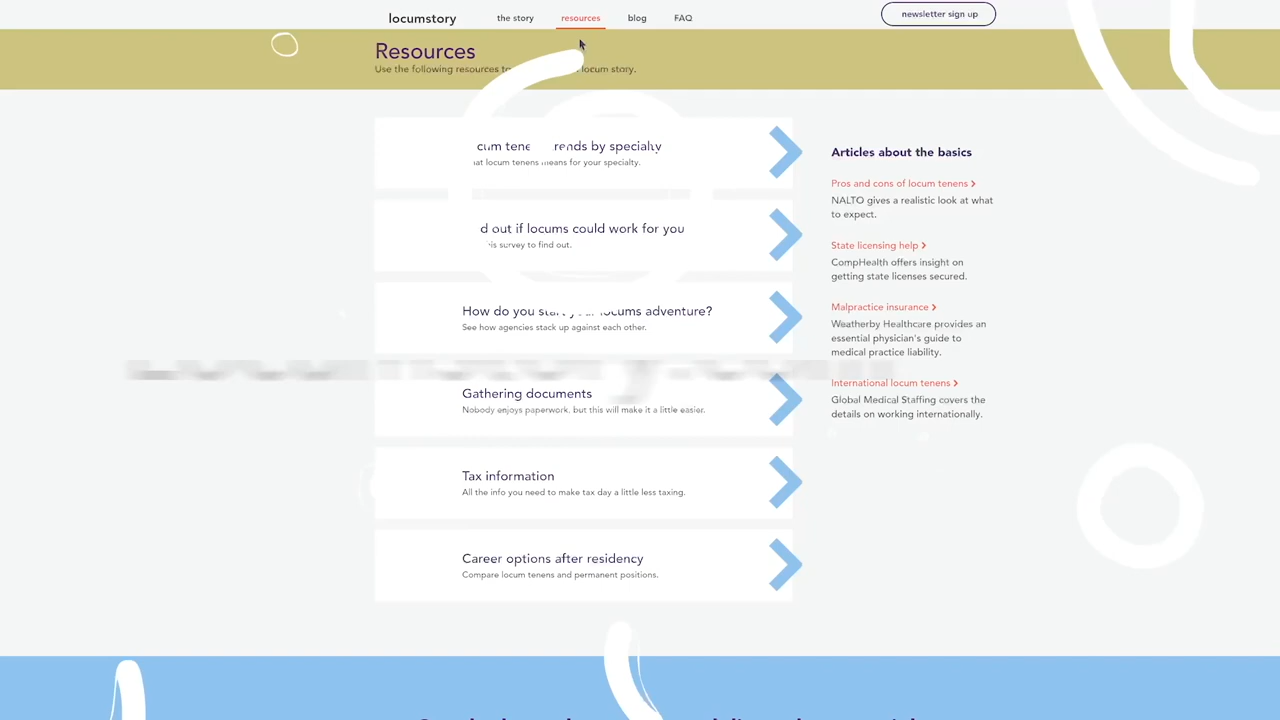 locumstory
the story
resources
blog
FAQ
newsletter sign up
Resources
Use the following resources to locum story.
tene by specialty
locum tenens means for your specialty.
out if locums could work for you
survey to find out.
How do you start your locums adventure?
See how agencies stack up against each other.
Gathering documents
Nobody enjoys paperwork, but this will make it a little easier.
Tax information
All the info you need to make tax day a little less taxing.
Career options after residency
Compare locum tenens and permanent positions.
Articles about the basics
Pros and cons of locum tenens >
NALTO gives a realistic look at what
to expect.
State licensing help >
CompHealth offers insight on
getting state licenses secured.
Malpractice insurance >
Weatherby Healthcare provides an
essential physician's guide to
medical practice liability.
International locum tenens >
Global Medical Staffing covers the
details on working internationally.